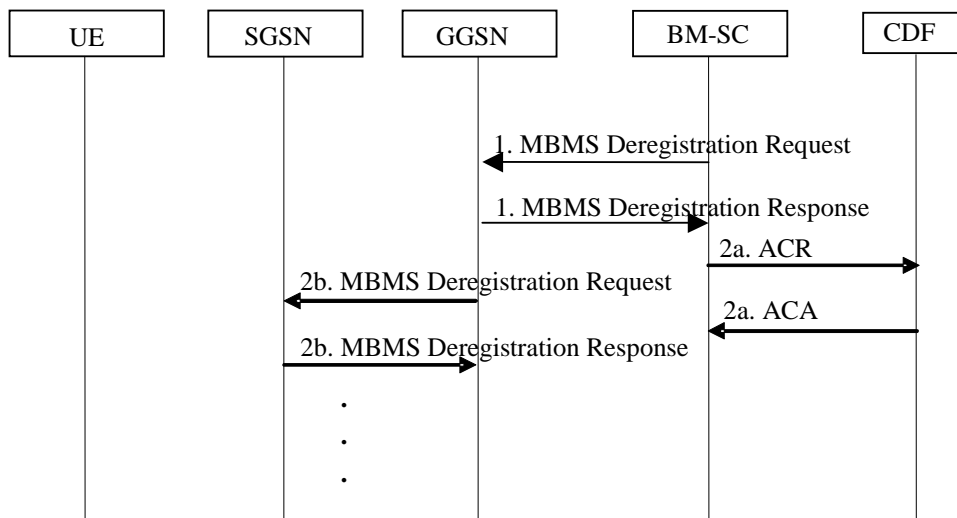 UE
SGSN
GGSN
BM-SC
CDF
1. MBMS Deregistration Request
1. MBMS Deregistration Response
2a. ACR
2b. MBMS Deregistration Request
2a. ACA
2b. MBMS Deregistration Response
.
.
.